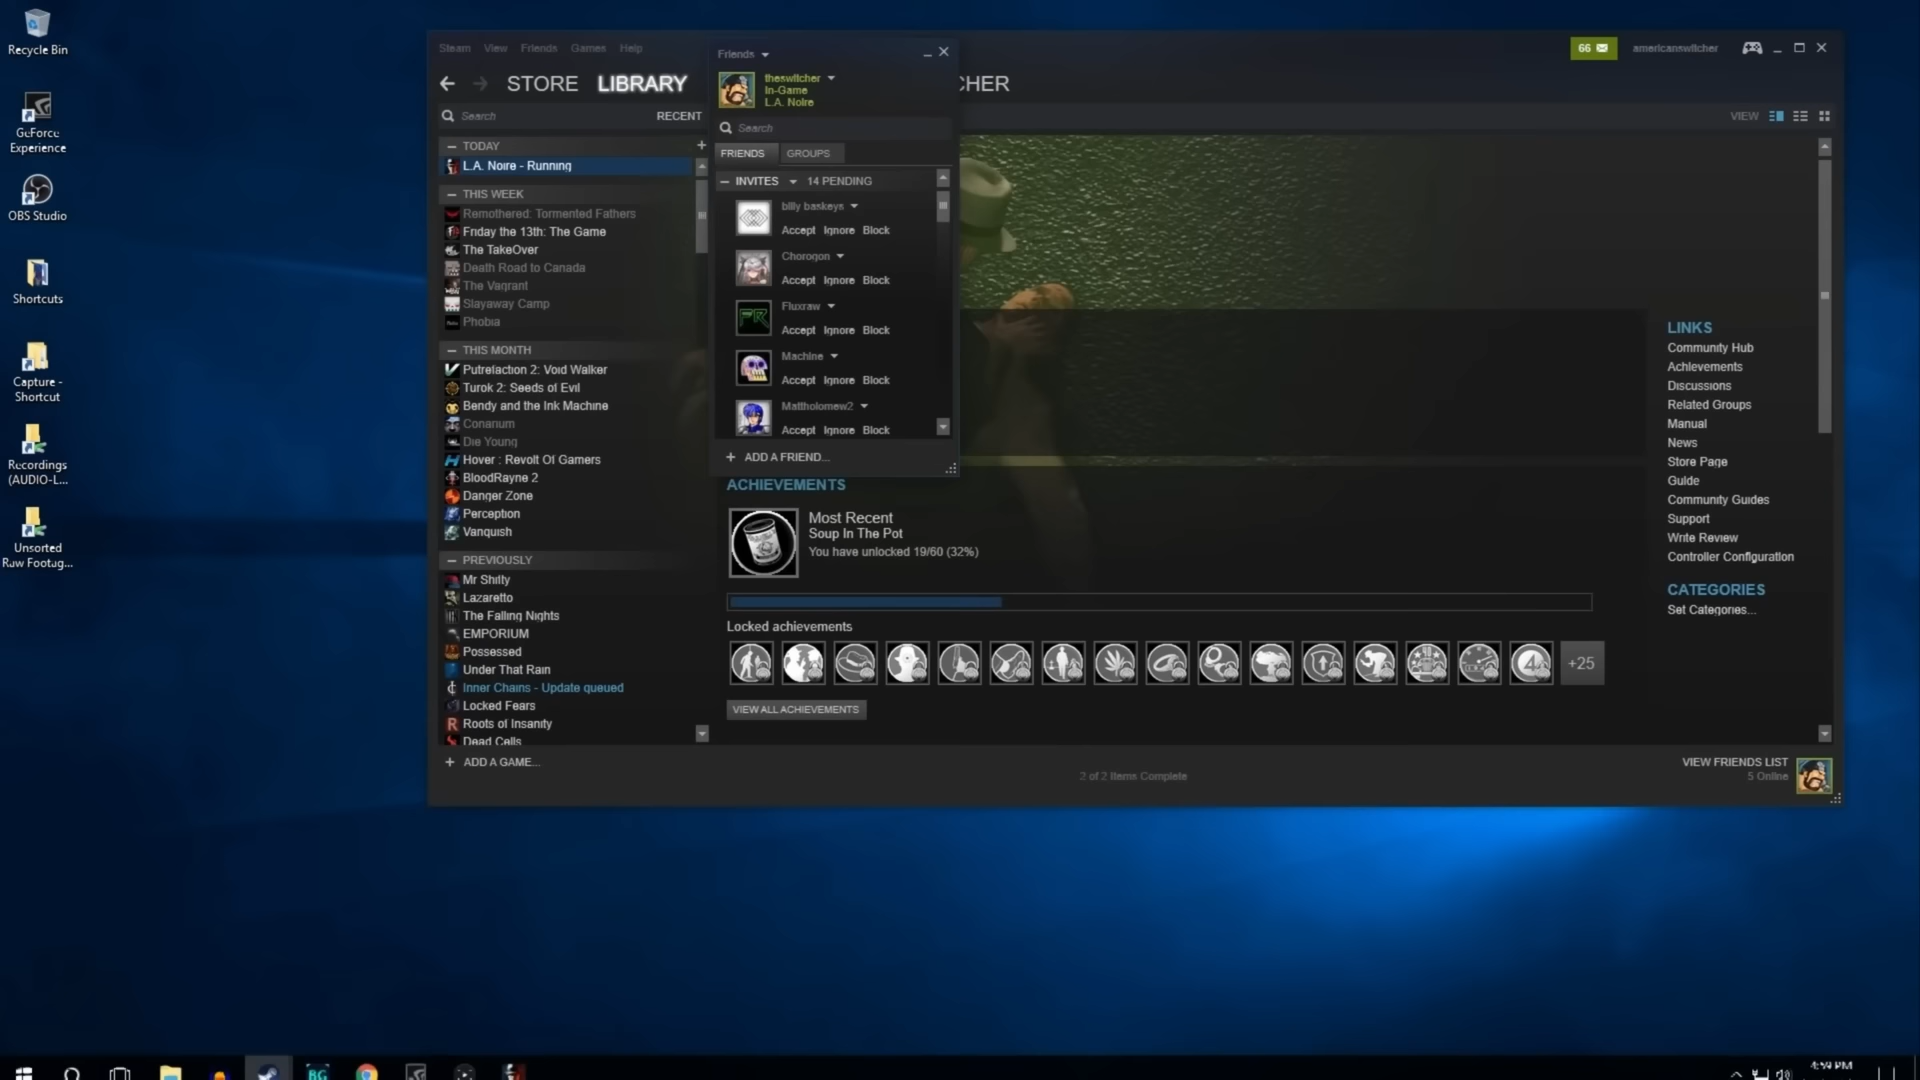 Recycle Bin
GeForce
Experience
OBS Studio
Shortcuts
Capture -
Shortcut
Recordings
(AUDIO-L...
Unsorted
Raw Footag...
Steam View Friends Games Help
66
americanswitcher
STORE LIBRARY
CHER
Search
RECENT
VIEW
TODAY
L.A. Noire - Running
THIS WEEK
Remothered: Tormented Fathers
Friday the 13th: The Game
The TakeOver
Death Road to Canada
The Vagrant
Slayaway Camp
Phobia
THIS MONTH
Putrefaction 2: Void Walker
Turok 2: Seeds of Evil
Bendy and the Ink Machine
Conarium
Die Young
Hover : Revolt Of Gamers
BloodRayne 2
Danger Zone
Perception
Vanquish
PREVIOUSLY
Mr Shifty
Lazaretto
The Falling Nights
EMPORIUM
Possessed
Under That Rain
Inner Chains - Update queued
Locked Fears
Roots of Insanity
Dead Cells
+ ADD A GAME...
Friends
theswitcher
In-Game
L.A. Noire
Search
FRIENDS GROUPS
INVITES 14 PENDING
billy baskeys
Accept Ignore Block
Chorogon
Accept Ignore Block
Fluxraw
FR
Accept Ignore Block
Machine
Accept Ignore Block
Mattholomew2
Accept Ignore Block
+ ADD A FRIEND...
ACHIEVEMENTS
Most Recent
Soup In The Pot
You have unlocked 19/60 (32%)
Locked achievements
+25
VIEW ALL ACHIEVEMENTS
LINKS
Community Hub
Achievements
Discussions
Related Groups
Manual
News
Store Page
Guide
Community Guides
Support
Write Review
Controller Configuration
CATEGORIES
Set Categories...
2 of 2 Items Complete
VIEW FRIENDS LIST
5 Online
BG
4:59 PM